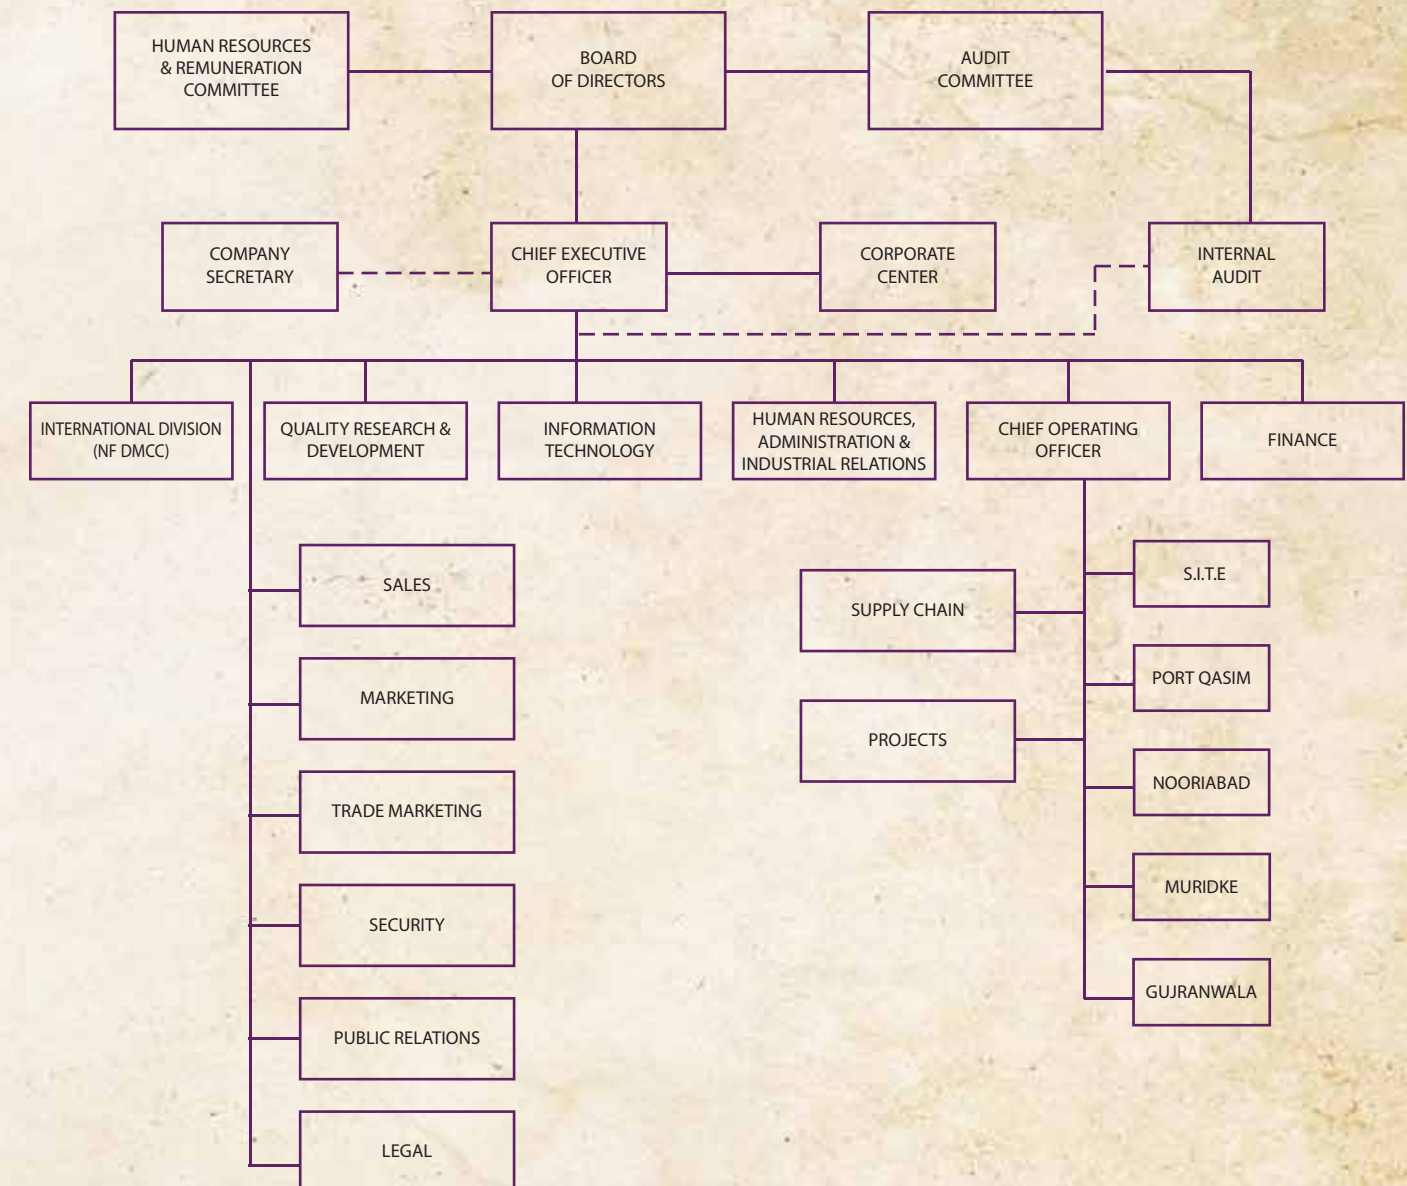 HUMAN RESOURCES
& REMUNERATION
COMMITTEE
BOARD
OF DIRECTORS
AUDIT
COMMITTEE
COMPANY
SECRETARY
CHIEF EXECUTIVE
OFFICER
CORPORATE
CENTER
INTERNAL
AUDIT
INTERNATIONAL DIVISION
(NF DMCC)
QUALITY RESEARCH &
DEVELOPMENT
INFORMATION
TECHNOLOGY
HUMAN RESOURCES,
ADMINISTRATION &
INDUSTRIAL RELATIONS
CHIEF OPERATING
OFFICER
FINANCE
SALES
MARKETING
TRADE MARKETING
SECURITY
PUBLIC RELATIONS
LEGAL
SUPPLY CHAIN
PROJECTS
S.I.T.E
PORT QASIM
NOORIABAD
MURIDKE
GUJRANWALA